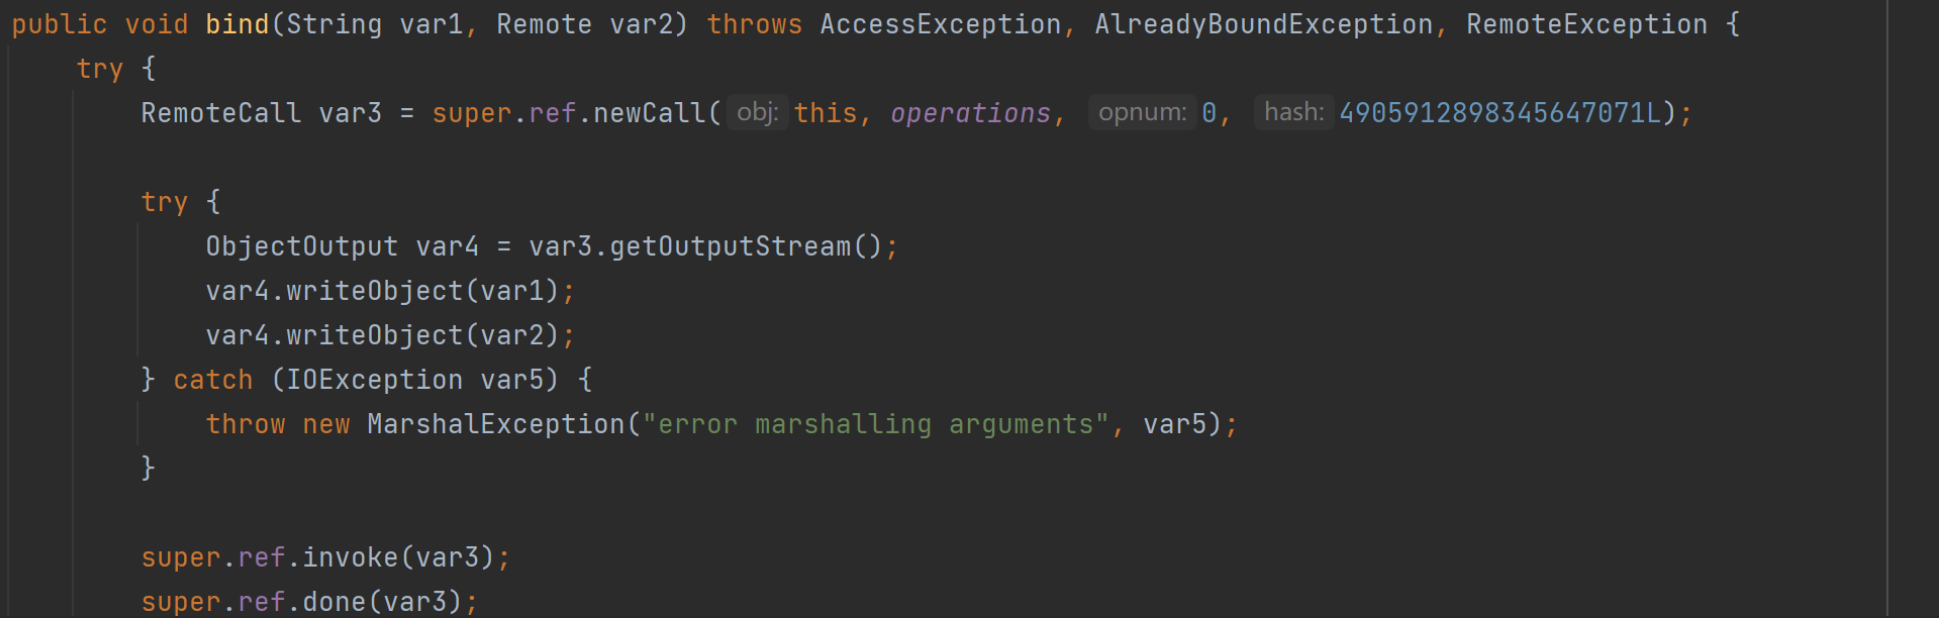 public void bind(String var1, Remote var2) throws AccessException, AlreadyBoundException, RemoteException {
try {
RemoteCall var3 = super.ref.newCall( obj: this, operations, opnum: 0, hash: 4905912898345647071L);
try {
ObjectOutput var4 = var3.getOutputStream();
var4.writeObject(var1);
var4.writeObject(var2);
} catch (IOException var5) {
throw new MarshalException("error marshalling arguments", var5);
}
super.ref.invoke(var3);
super.ref.done(var3);